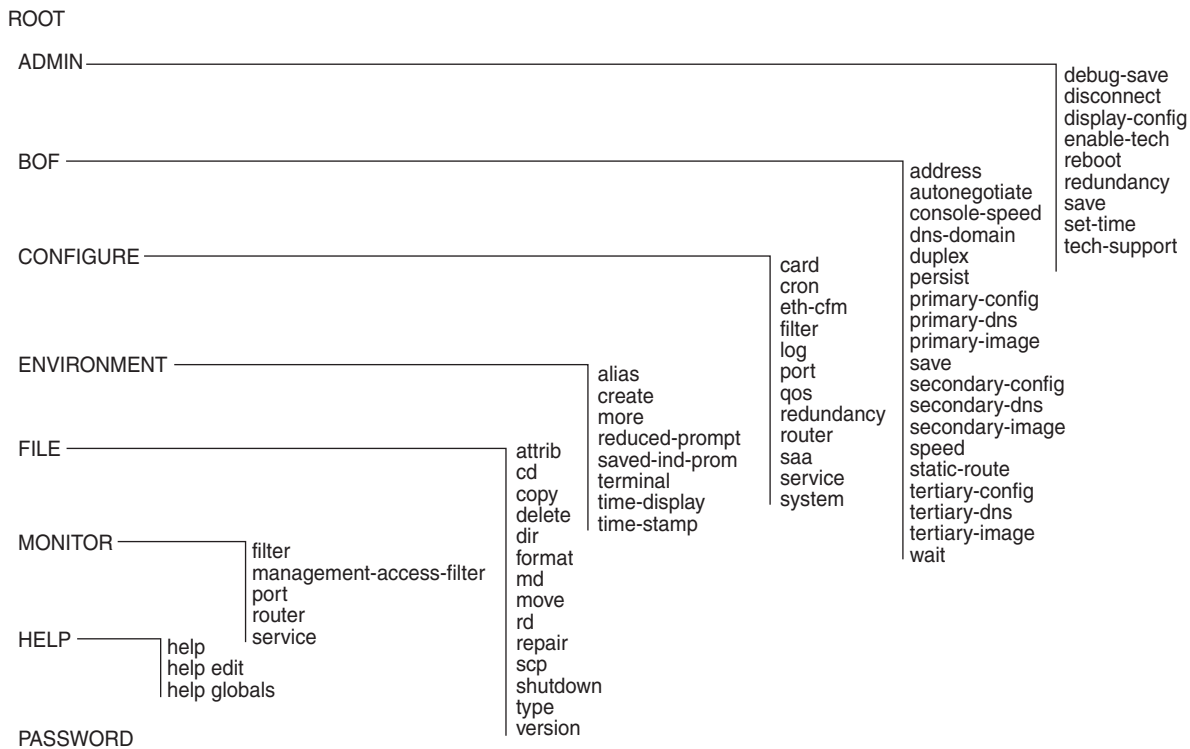 ROOT
ADMIN
debug-save
disconnect
display-config
enable-tech
reboot
redundancy
save
set-time
tech-support
BOF
address
autonegotiate
console-speed
dns-domain
duplex
persist
primary-config
primary-dns
primary-image
save
secondary-config
secondary-dns
secondary-image
speed
static-route
tertiary-config
tertiary-dns
tertiary-image
wait
CONFIGURE
card
cron
eth-cfm
filter
log
port
qos
redundancy
router
saa
service
system
ENVIRONMENT
alias
create
more
reduced-prompt
saved-ind-prom
terminal
time-display
time-stamp
FILE
attrib
cd
copy
delete
dir
format
md
move
rd
repair
scp
shutdown
type
version
MONITOR
filter
management-access-filter
port
router
service
HELP
help
help edit
help globals
PASSWORD